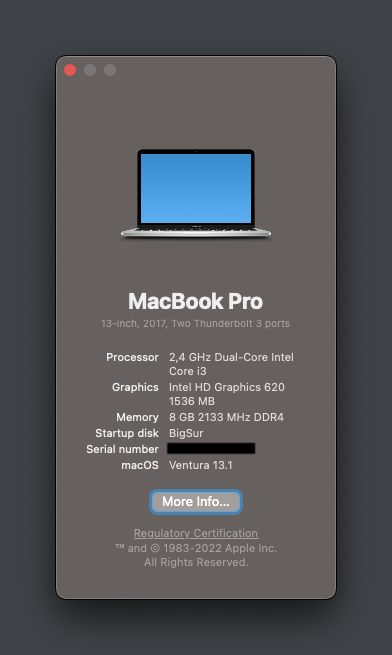 MacBook Pro
13-inch, 2017, Two Thunderbolt 3 ports
Processor 2,4 GHz Dual-Core Intel
Core i3
Graphics Intel HD Graphics 620
1536 MB
Memory 8 GB 2133 MHz DDR4
Startup disk BigSur
Serial number
macOS Ventura 13.1
More Info...
Regulatory Certification
™ and © 1983-2022 Apple Inc.
All Rights Reserved.